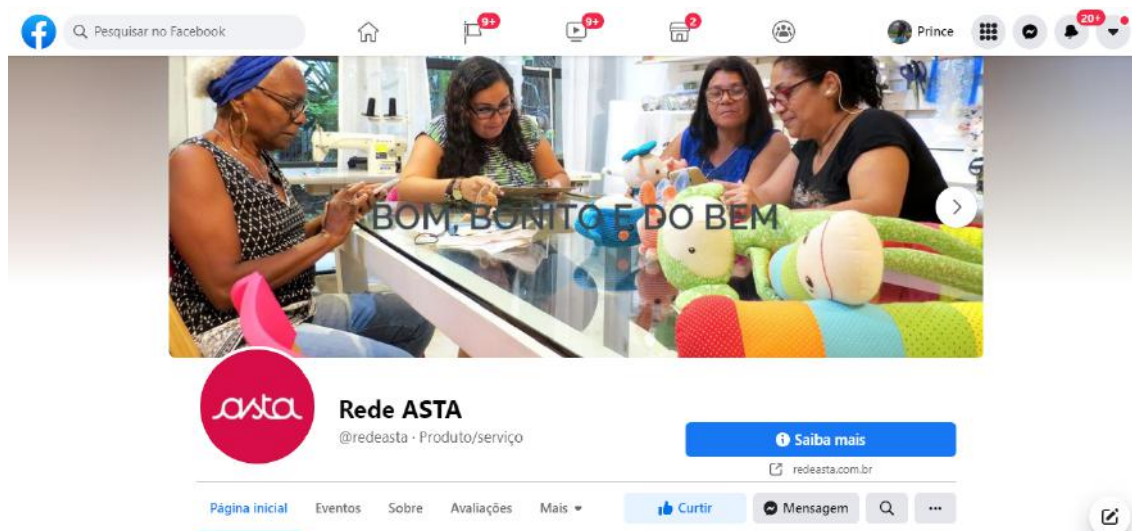 Pesquisar no Facebook
9+
9+
2
Prince
20+
BOM, BONITO E DO BEM
asta
Rede ASTA
@redeasta · Produto/serviço
Saiba mais
redeasta.com.br
Página inicial
Eventos
Sobre
Avaliações
Mais
Curtir
Mensagem